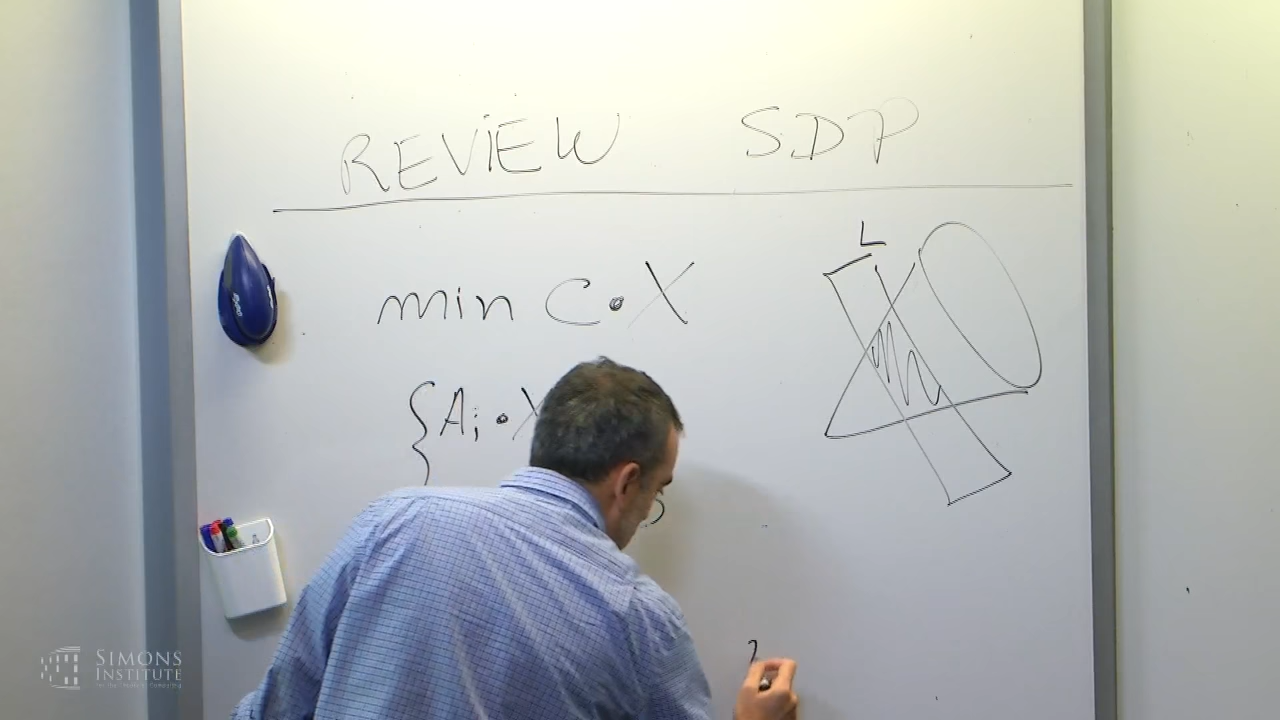 REVIEW SDP
min C • X
L
{ Ai • X
SIMONS
INSTITUTE